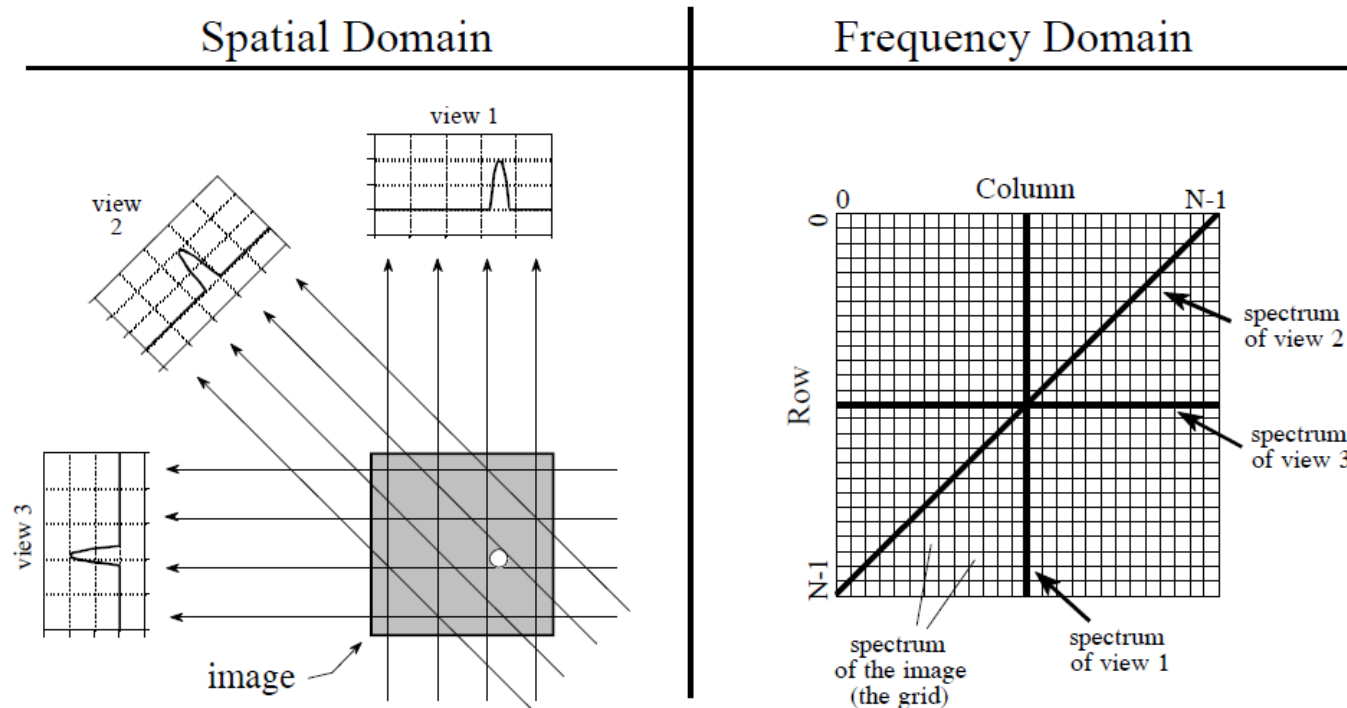 Spatial Domain
Frequency Domain
view 1
view
2
view 3
image
Column
0
N-1
0
Row
N-1
spectrum
of view 2
spectrum
of view 3
spectrum
of view 1
spectrum
of the image
(the grid)